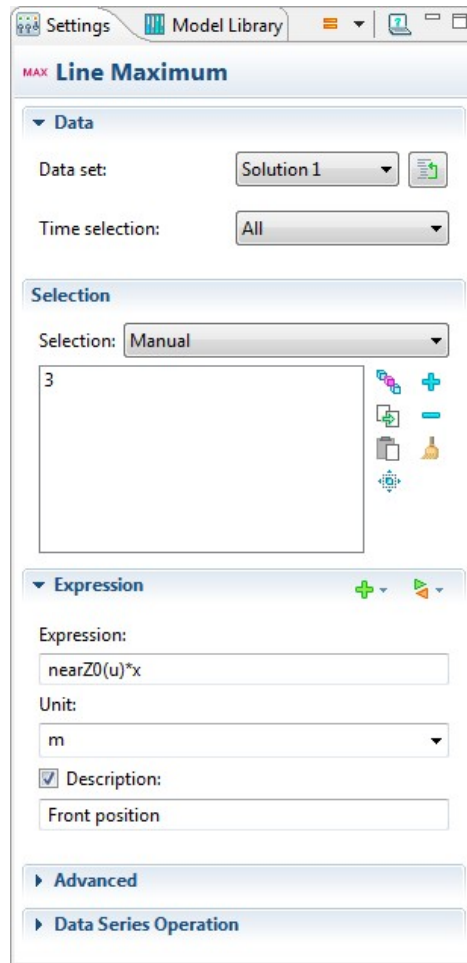 Settings Model Library
MAX Line Maximum
Data
Data set: Solution 1
Time selection: All
Selection
Selection: Manual
3
Expression
Expression:
nearZ0(u)*x
Unit:
m
Description:
Front position
Advanced
Data Series Operation